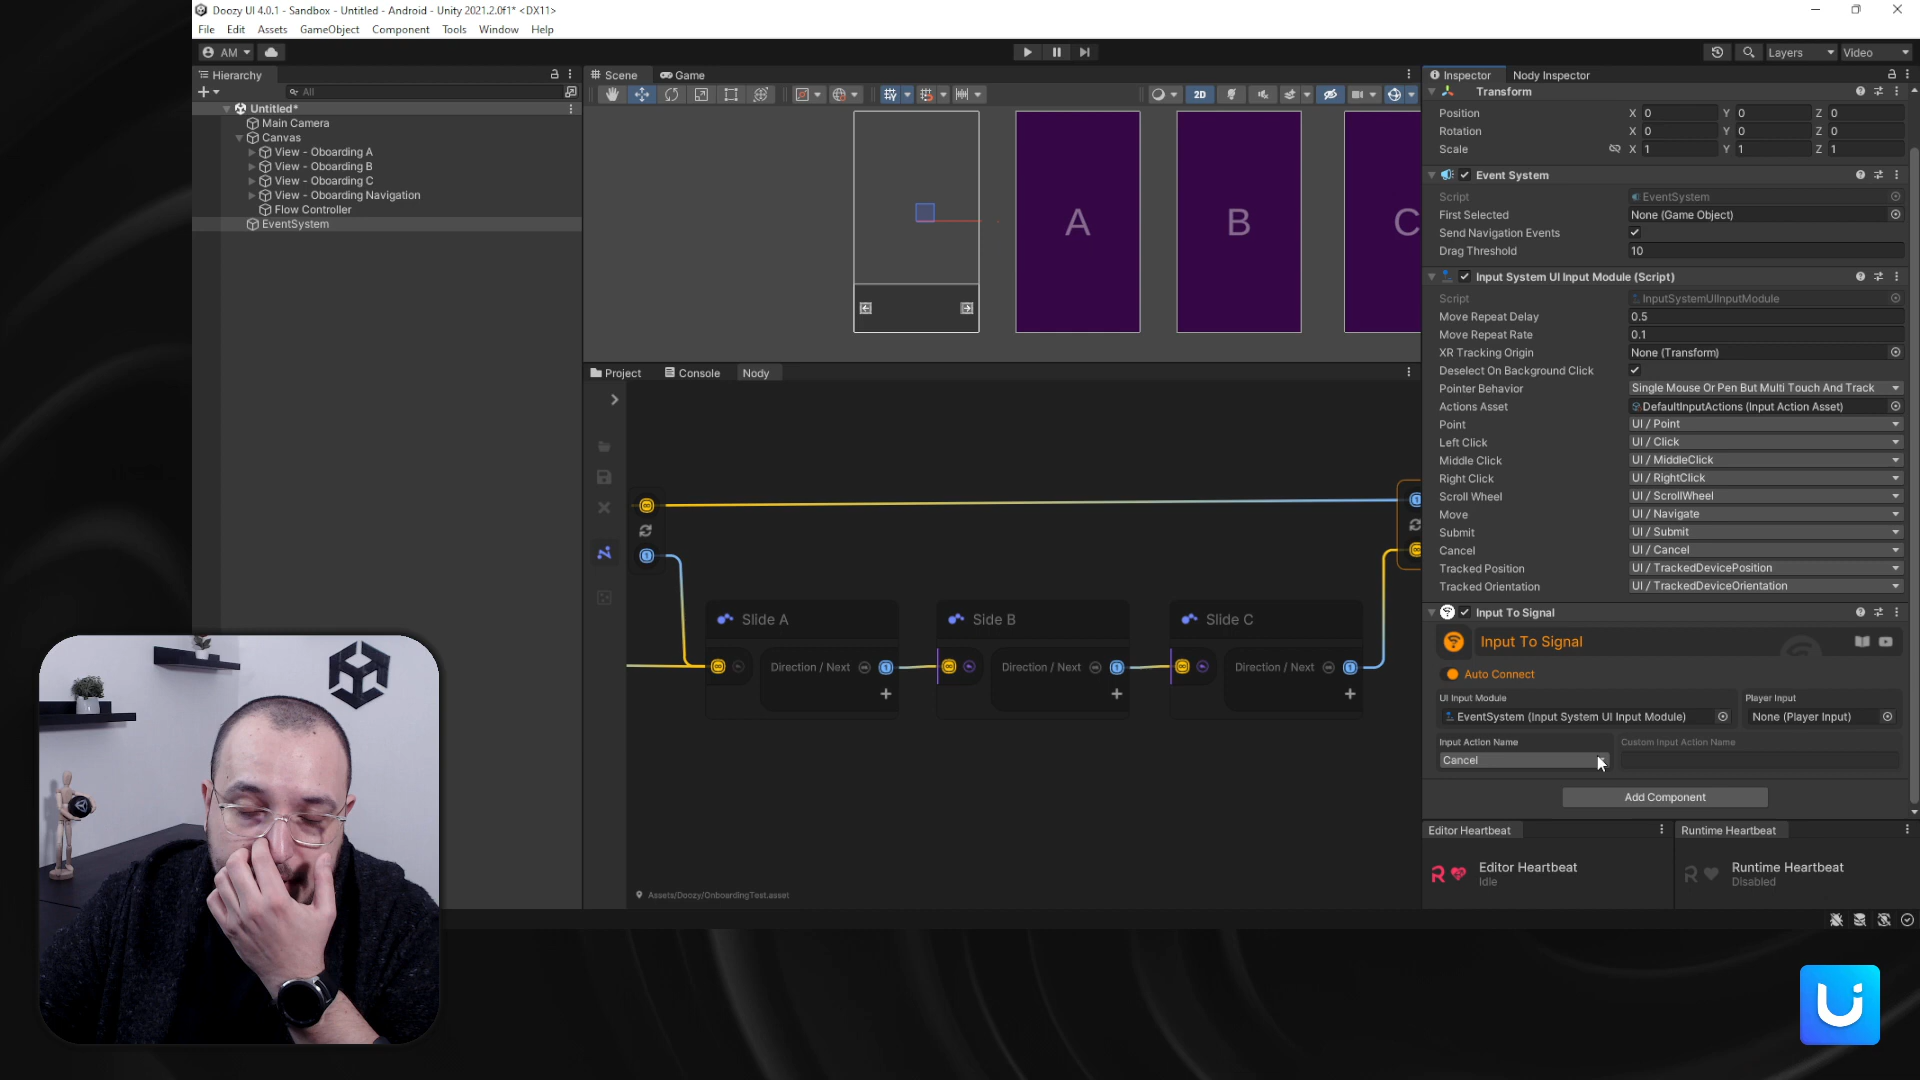 Doozy UI 4.0.1 - Sandbox - Untitled - Android - Unity 2021.2.0f1* <DX11>
File Edit Assets GameObject Component Tools Window Help
AM
Layers Video
Hierarchy
All
Untitled*
Main Camera
Canvas
View - Oboarding A
View - Oboarding B
View - Oboarding C
View - Oboarding Navigation
Flow Controller
EventSystem
Scene Game
2D
A B C
Project Console Nody
Slide A
Direction / Next
Side B
Direction / Next
Slide C
Direction / Next
Assets/Doozy/OnboardingTest.asset
Inspector Nody Inspector
Transform
Position X 0 Y 0 Z 0
Rotation X 0 Y 0 Z 0
Scale X 1 Y 1 Z 1
Event System
Script EventSystem
First Selected None (Game Object)
Send Navigation Events
Drag Threshold 10
Input System UI Input Module (Script)
Script InputSystemUIInputModule
Move Repeat Delay 0.5
Move Repeat Rate 0.1
XR Tracking Origin None (Transform)
Deselect On Background Click
Pointer Behavior Single Mouse Or Pen But Multi Touch And Track
Actions Asset DefaultInputActions (Input Action Asset)
Point UI / Point
Left Click UI / Click
Middle Click UI / MiddleClick
Right Click UI / RightClick
Scroll Wheel UI / ScrollWheel
Move UI / Navigate
Submit UI / Submit
Cancel UI / Cancel
Tracked Position UI / TrackedDevicePosition
Tracked Orientation UI / TrackedDeviceOrientation
Input To Signal
Input To Signal
Auto Connect
UI Input Module Player Input
EventSystem (Input System UI Input Module) None (Player Input)
Input Action Name Custom Input Action Name
Cancel
Add Component
Editor Heartbeat Runtime Heartbeat
Editor Heartbeat
Idle
Runtime Heartbeat
Disabled